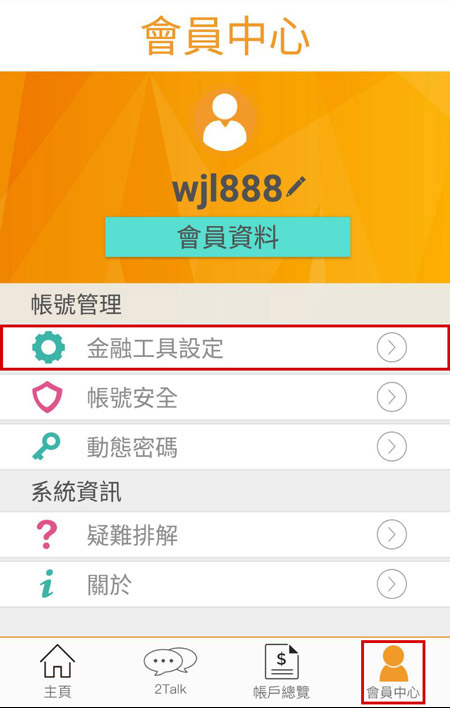 會員中心
wjl888
會員資料
帳號管理
金融工具設定
帳號安全
動態密碼
系統資訊
疑難排解
關於
主頁
2Talk
帳戶總覽
會員中心